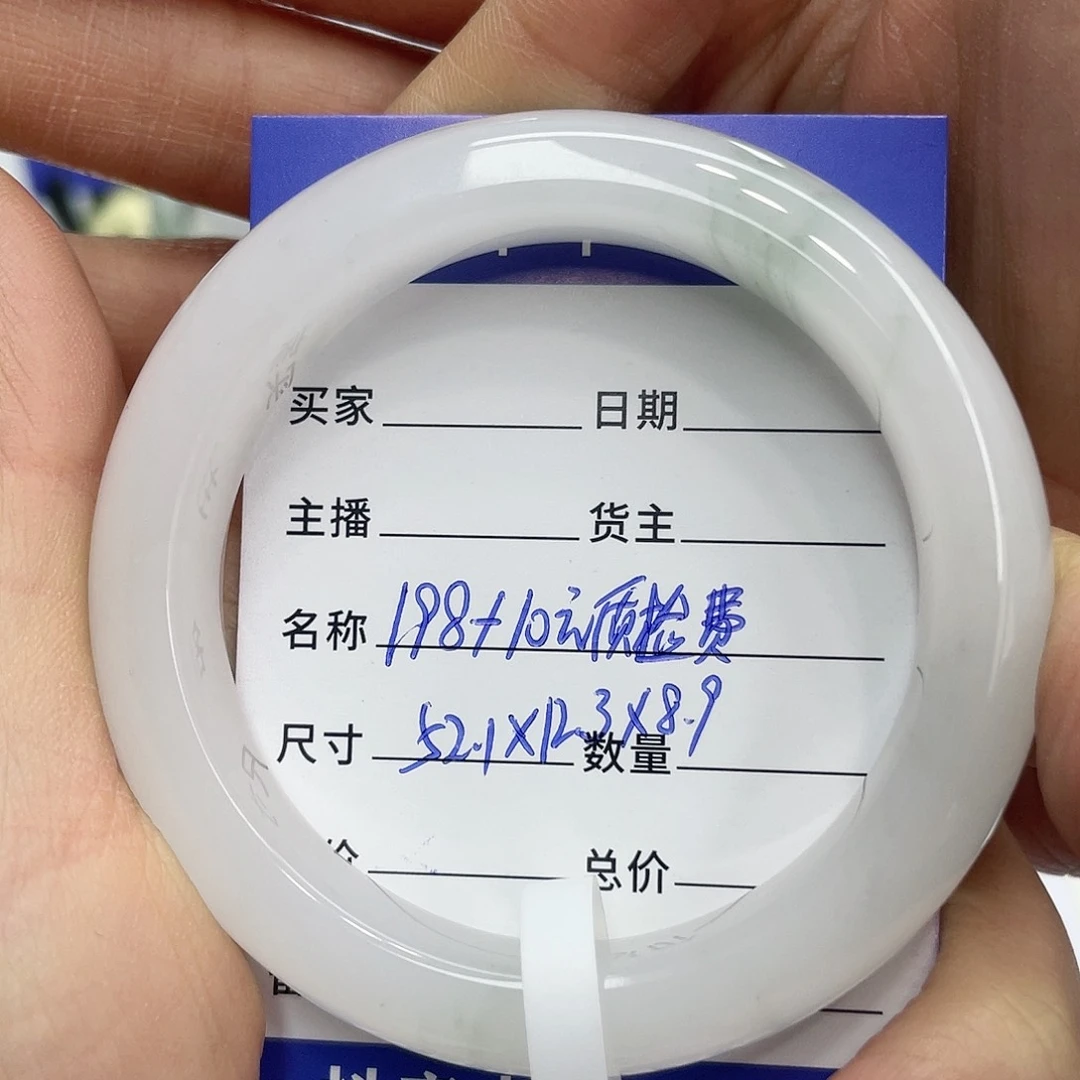 买家 日期
主播 货主
名称 198+10元质检费
尺寸 52.1X12.3X8.9 数量
价 总价